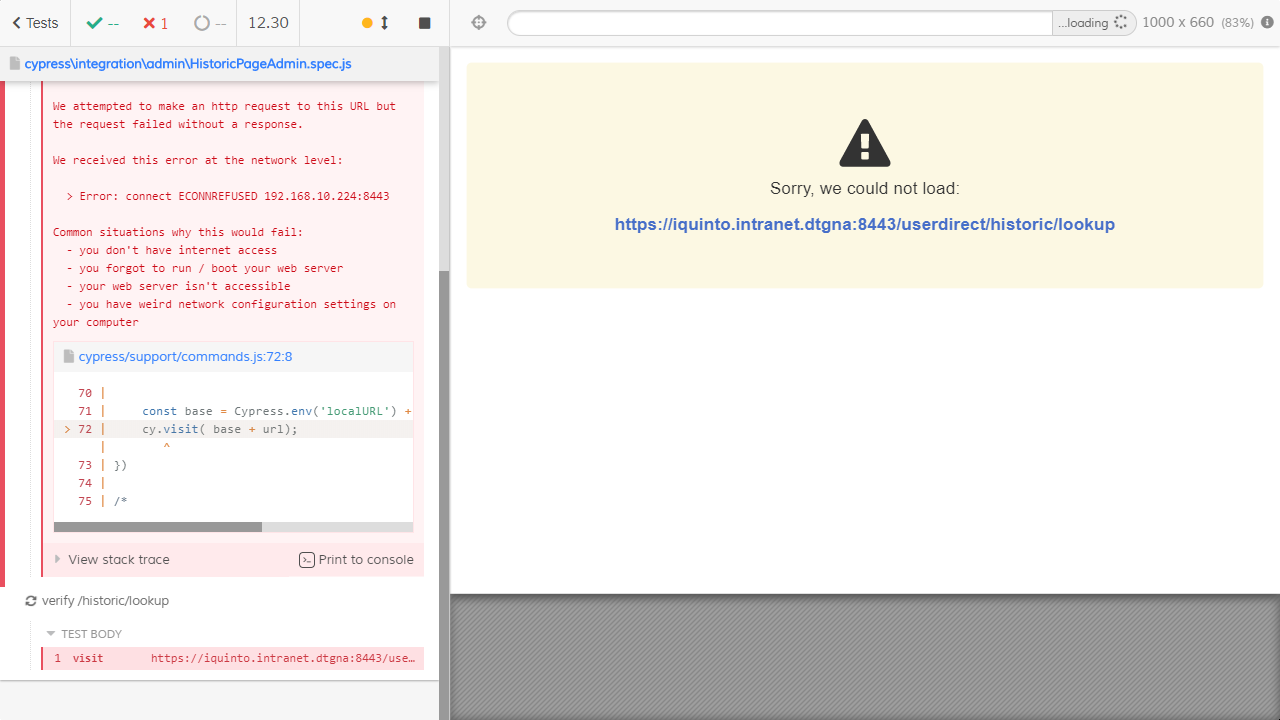 Tests
--
1
--
12.30
...loading
1000 x 660 (83%)
cypress\integration\admin\HistoricPageAdmin.spec.js
We attempted to make an http request to this URL but
the request failed without a response.
We received this error at the network level:
> Error: connect ECONNREFUSED 192.168.10.224:8443
Common situations why this would fail:
- you don't have internet access
- you forgot to run / boot your web server
- your web server isn't accessible
- you have weird network configuration settings on
your computer
cypress/support/commands.js:72:8
70 |
71 | const base = Cypress.env('localURL') +
> 72 | cy.visit( base + url);
| ^
73 | })
74 |
75 | /*
View stack trace
Print to console
verify /historic/lookup
TEST BODY
1 visit https://iquinto.intranet.dtgna:8443/use...
Sorry, we could not load:
https://iquinto.intranet.dtgna:8443/userdirect/historic/lookup